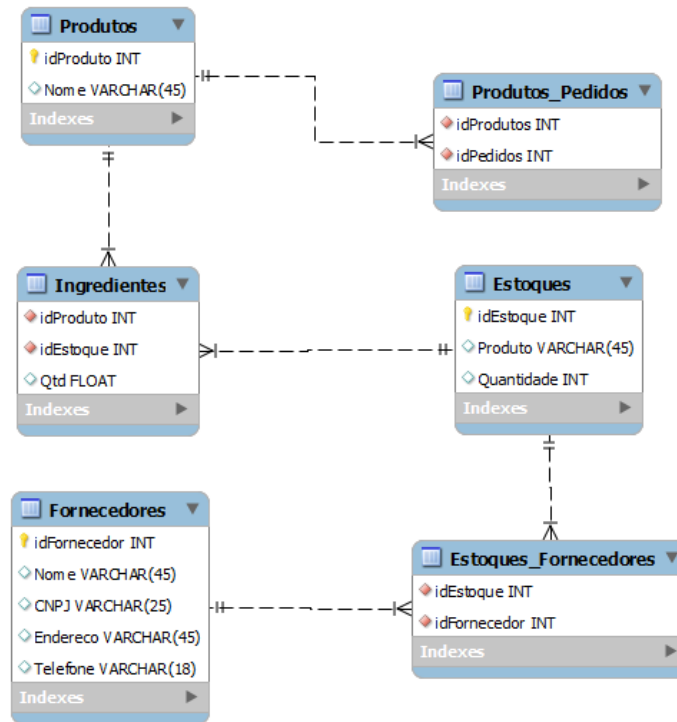 Produtos
idProduto INT
Nome VARCHAR(45)
Indexes
Produtos_Pedidos
idProdutos INT
idPedidos INT
Indexes
Ingredientes
idProduto INT
idEstoque INT
Qtd FLOAT
Indexes
Estoques
idEstoque INT
Produto VARCHAR(45)
Quantidade INT
Indexes
Fornecedores
idFornecedor INT
Nome VARCHAR(45)
CNPJ VARCHAR(25)
Endereco VARCHAR(45)
Telefone VARCHAR(18)
Indexes
Estoques_Fornecedores
idEstoque INT
idFornecedor INT
Indexes